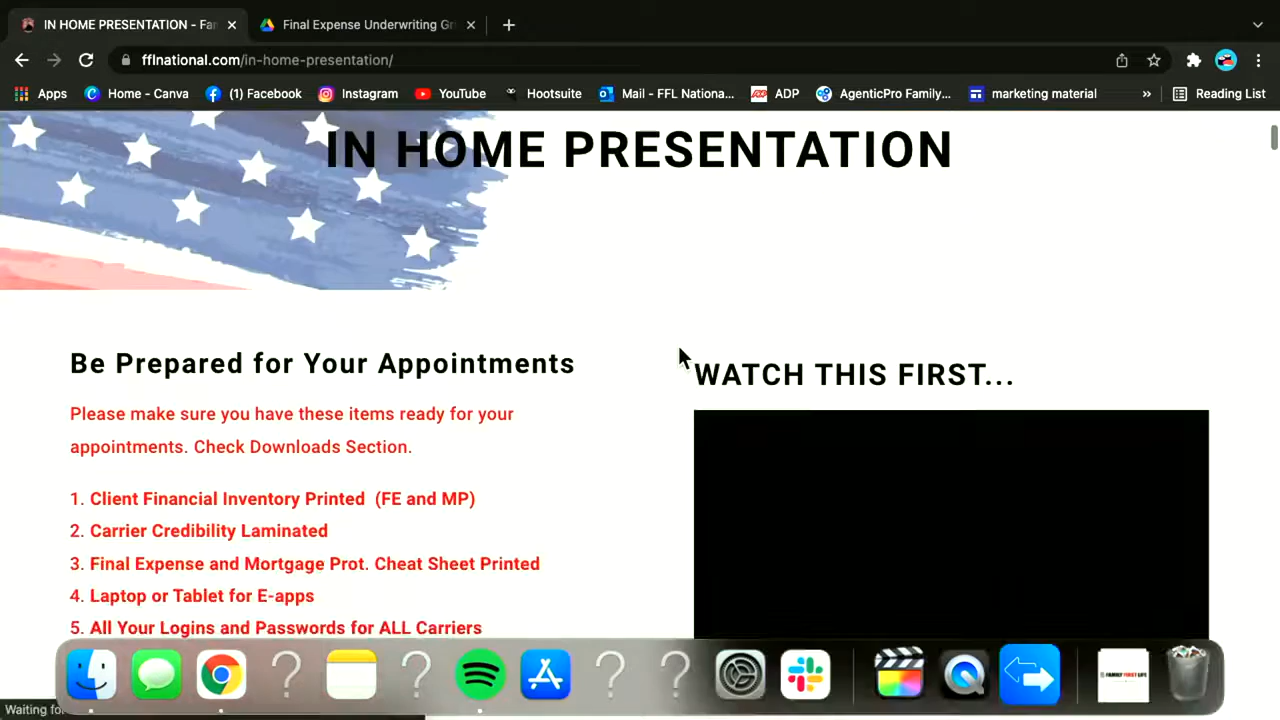 IN HOME PRESENTATION - Far
Final Expense Underwriting Gri
fflnational.com/in-home-presentation/
Apps
Home - Canva
(1) Facebook
Instagram
YouTube
Hootsuite
Mail - FFL Nationa...
ADP
AgenticPro Family...
marketing material
»
Reading List
IN HOME PRESENTATION
Be Prepared for Your Appointments
Please make sure you have these items ready for your
appointments. Check Downloads Section.
1. Client Financial Inventory Printed (FE and MP)
2. Carrier Credibility Laminated
3. Final Expense and Mortgage Prot. Cheat Sheet Printed
4. Laptop or Tablet for E-apps
5. All Your Logins and Passwords for ALL Carriers
WATCH THIS FIRST...
? ? ? ?
FAMILY FIRST LIFE
Waiting for